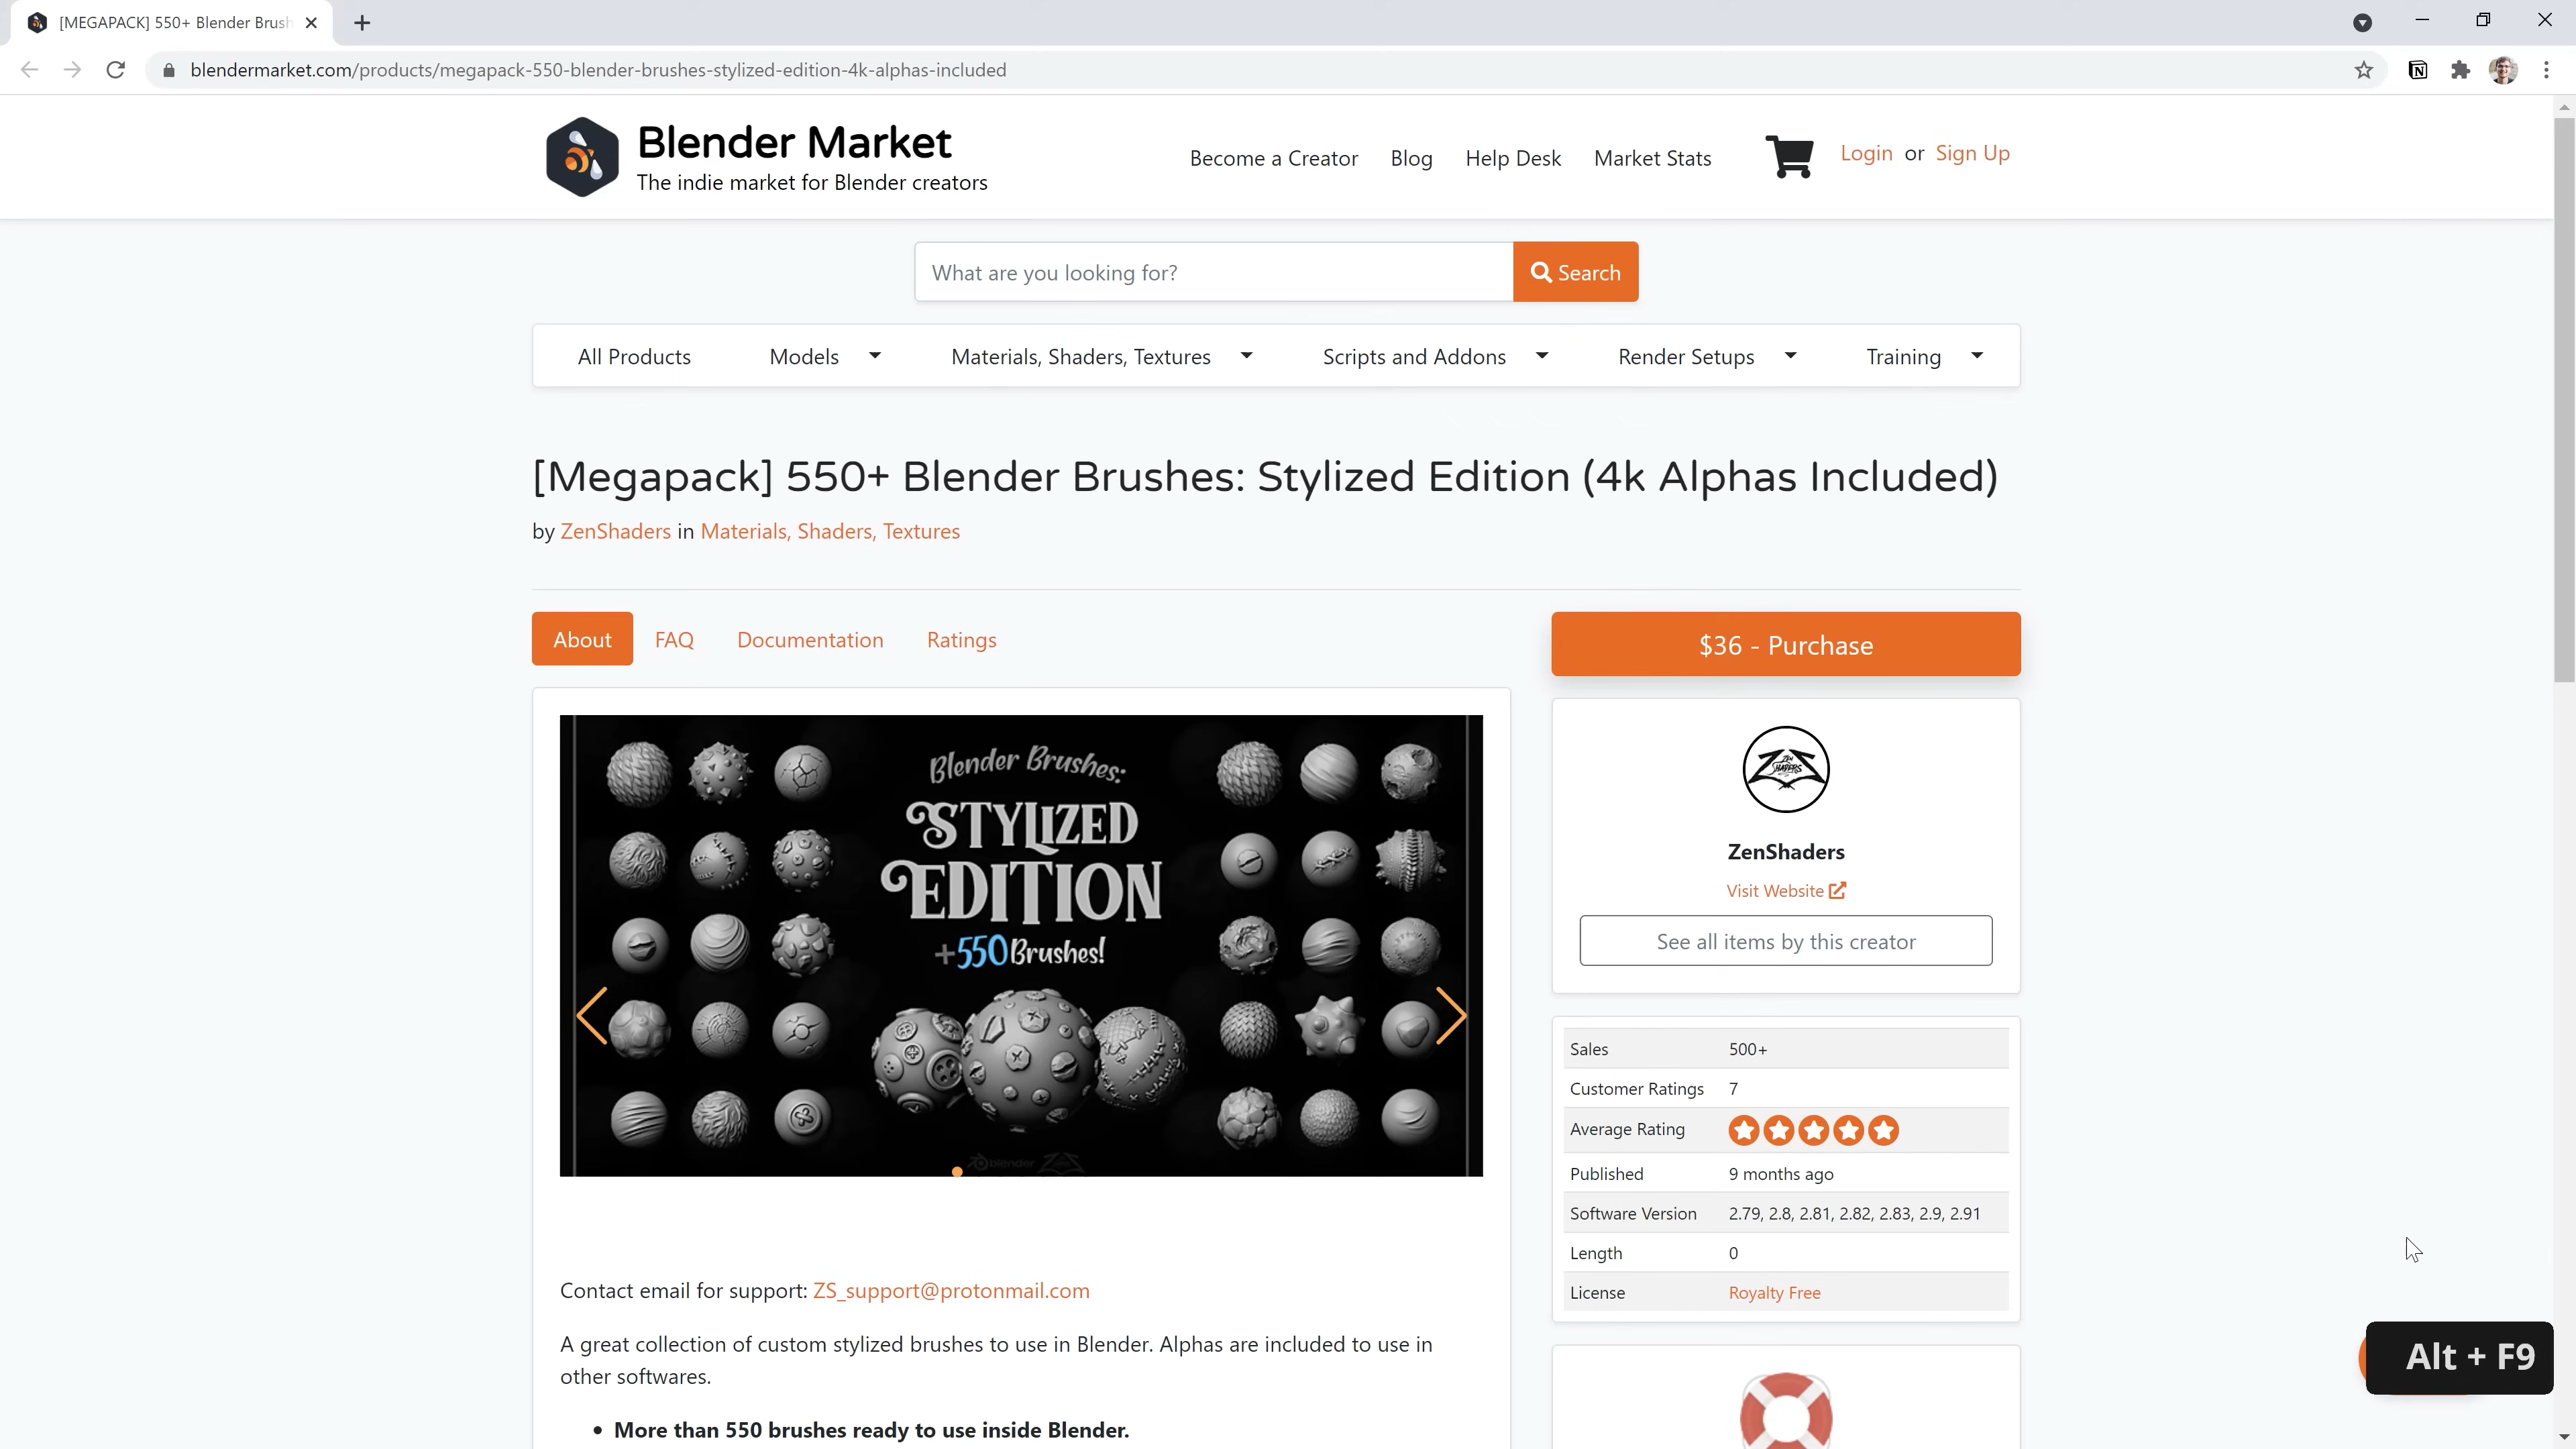 [MEGAPACK] 550+ Blender Brush
blendermarket.com/products/megapack-550-blender-brushes-stylized-edition-4k-alphas-included
Blender Market
The indie market for Blender creators
Become a Creator
Blog
Help Desk
Market Stats
Login or Sign Up
What are you looking for?
Search
All Products
Models
Materials, Shaders, Textures
Scripts and Addons
Render Setups
Training
[Megapack] 550+ Blender Brushes: Stylized Edition (4k Alphas Included)
by ZenShaders in Materials, Shaders, Textures
About
FAQ
Documentation
Ratings
$36 - Purchase
Blender Brushes:
STYLIZED
EDITION
+550 Brushes!
blender
ZEN
SHADERS
ZenShaders
Visit Website
See all items by this creator
Sales 500+
Customer Ratings 7
Average Rating
Published 9 months ago
Software Version 2.79, 2.8, 2.81, 2.82, 2.83, 2.9, 2.91
Length 0
License Royalty Free
Contact email for support: ZS_support@protonmail.com
A great collection of custom stylized brushes to use in Blender. Alphas are included to use in
other softwares.
• More than 550 brushes ready to use inside Blender.
Alt + F9